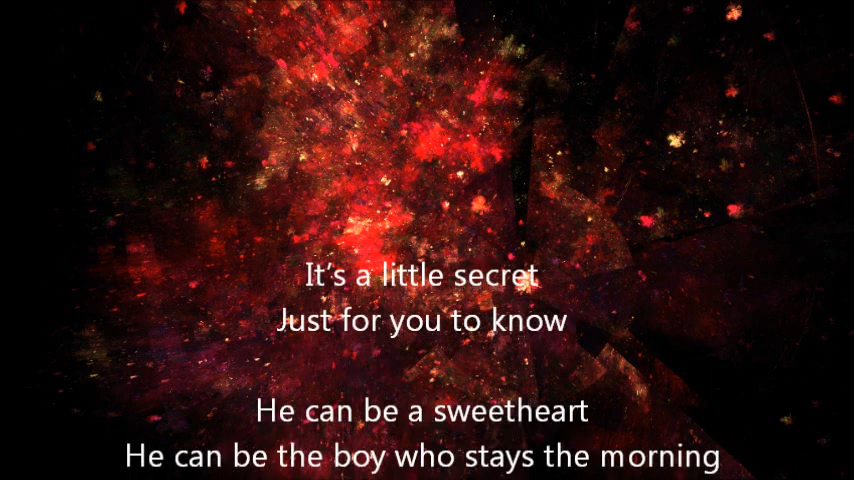 It's a little secret
Just for you to know
He can be a sweetheart
He can be the boy who stays the morning